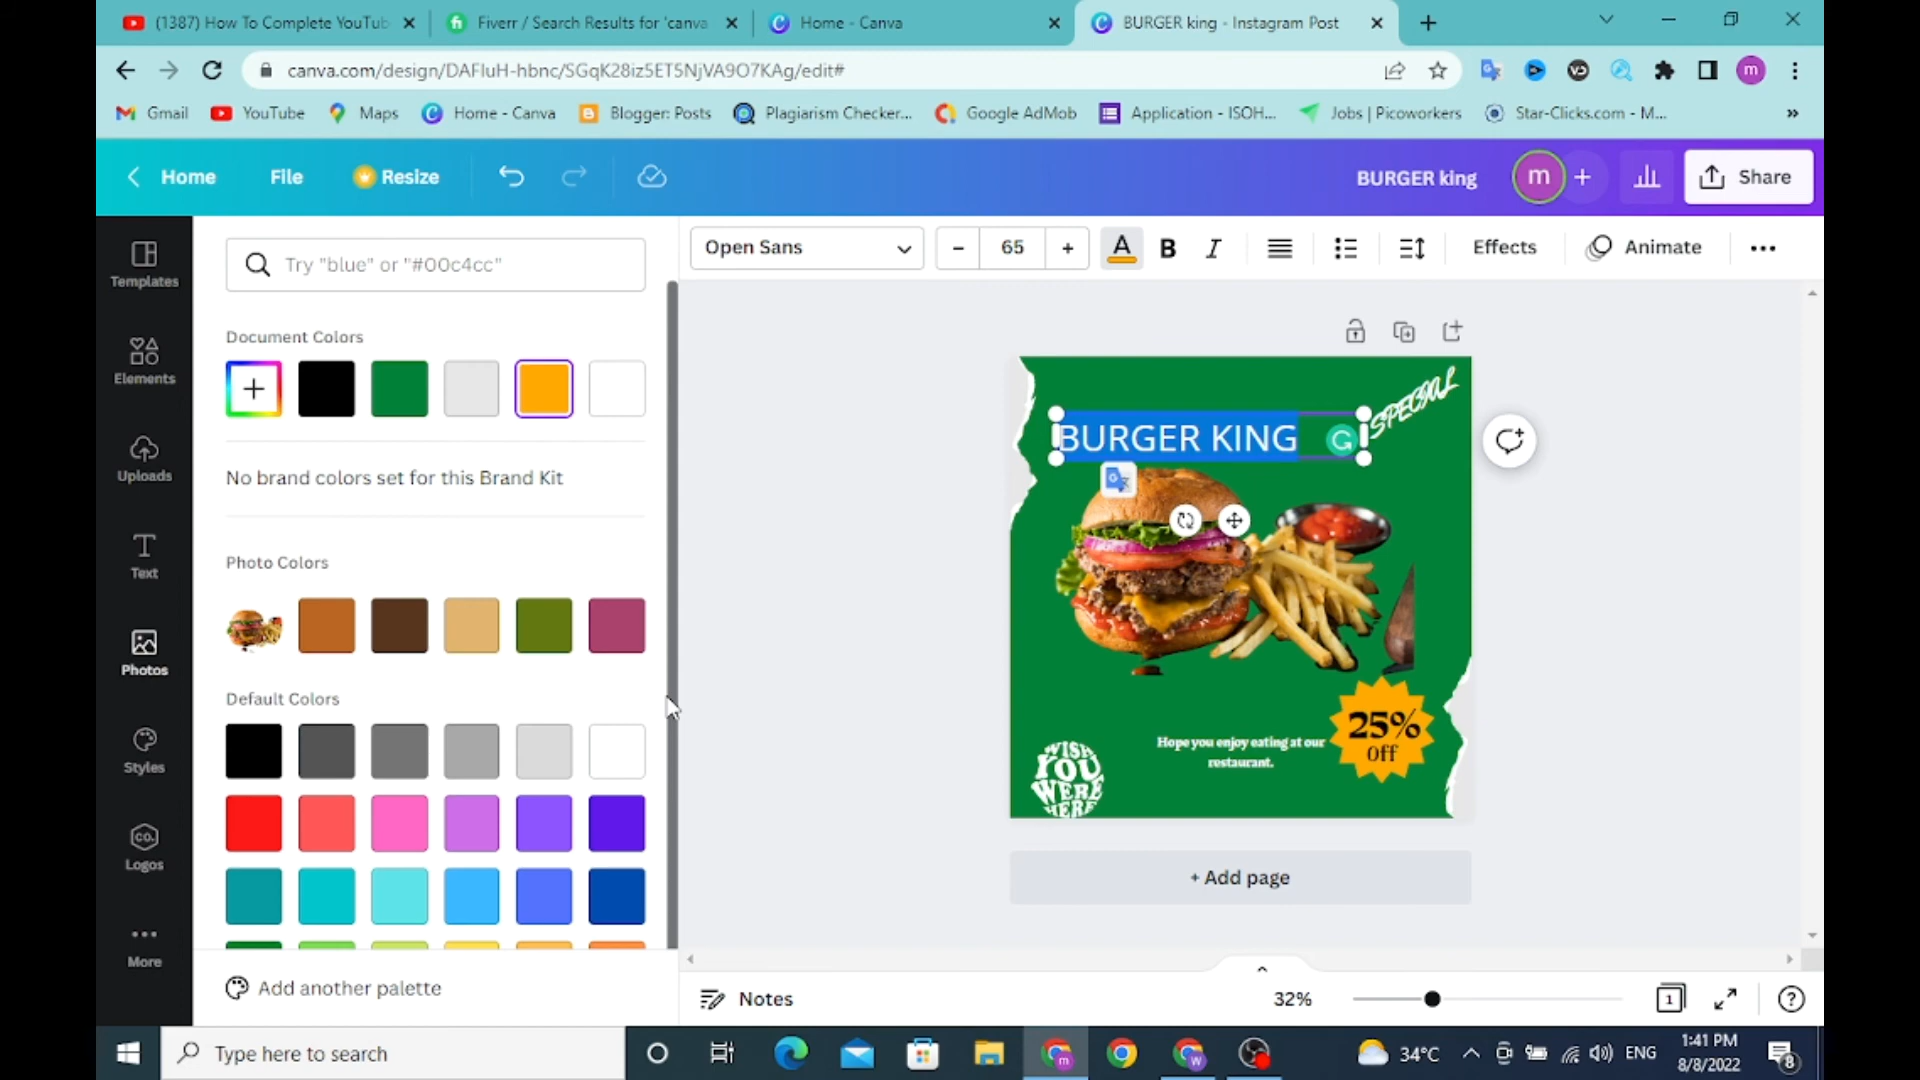 (1387) How To Complete YouTub
Fiverr / Search Results for 'canva
Home - Canva
BURGER king - Instagram Post
canva.com/design/DAFIuH-hbnc/SGqK28iz5ET5NjVA9O7KAg/edit#
m
Gmail
YouTube
Maps
Home - Canva
Blogger: Posts
Plagiarism Checker...
Google AdMob
Application - ISOH...
Jobs | Picoworkers
Star-Clicks.com - M...
»
Home
File
Resize
BURGER king
m
+
Share
Templates
Elements
Uploads
Text
Photos
Styles
CO.
Logos
More
Try "blue" or "#00c4cc"
Document Colors
No brand colors set for this Brand Kit
Photo Colors
Default Colors
Add another palette
Open Sans
– 65 +
A
B
I
Effects
Animate
SPECIAL
BURGER KING
Hope you enjoy eating at our
restaurant.
25%
Off
WISH
YOU
WERE
HERE
+ Add page
Notes
32%
1
?
Type here to search
34°C
ENG
1:41 PM
8/8/2022
8